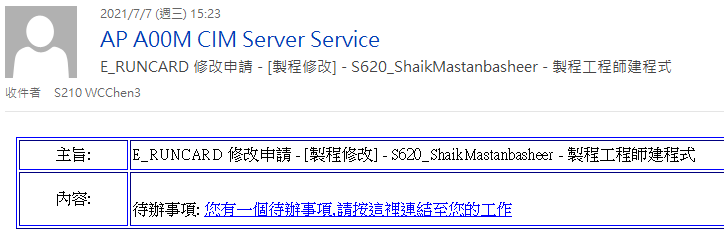 2021/7/7 (週三) 15:23
AP A00M CIM Server Service
E_RUNCARD 修改申請 - [製程修改] - S620_ShaikMastanbasheer - 製程工程師建程式
收件者 S210 WCChen3
主旨: E_RUNCARD 修改申請 - [製程修改] - S620_ShaikMastanbasheer - 製程工程師建程式
內容: 待辦事項: 您有一個待辦事項,請按這裡連結至您的工作